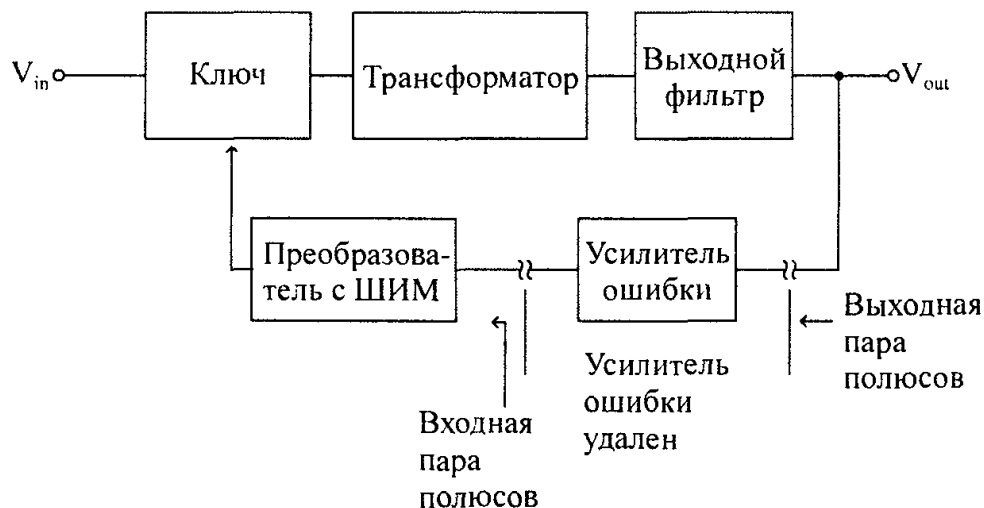 V_in
Ключ
Трансформатор
Выходной
фильтр
V_out
Преобразова-
тель с ШИМ
Усилитель
ошибки
Выходная
пара
полюсов
Усилитель
ошибки
удален
Входная
пара
полюсов